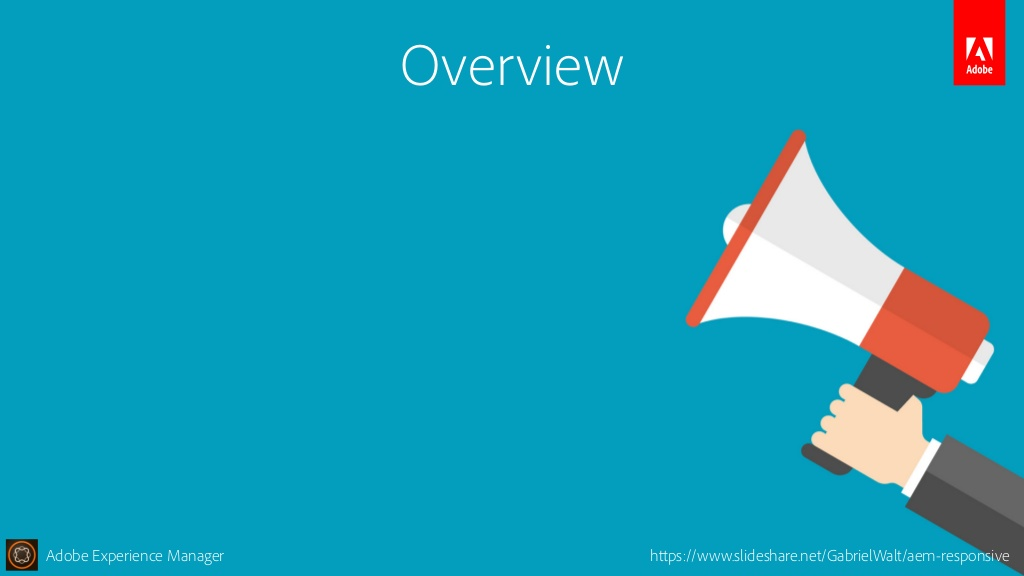 Overview
Adobe
Adobe Experience Manager
https://www.slideshare.net/GabrielWalt/aem-responsive